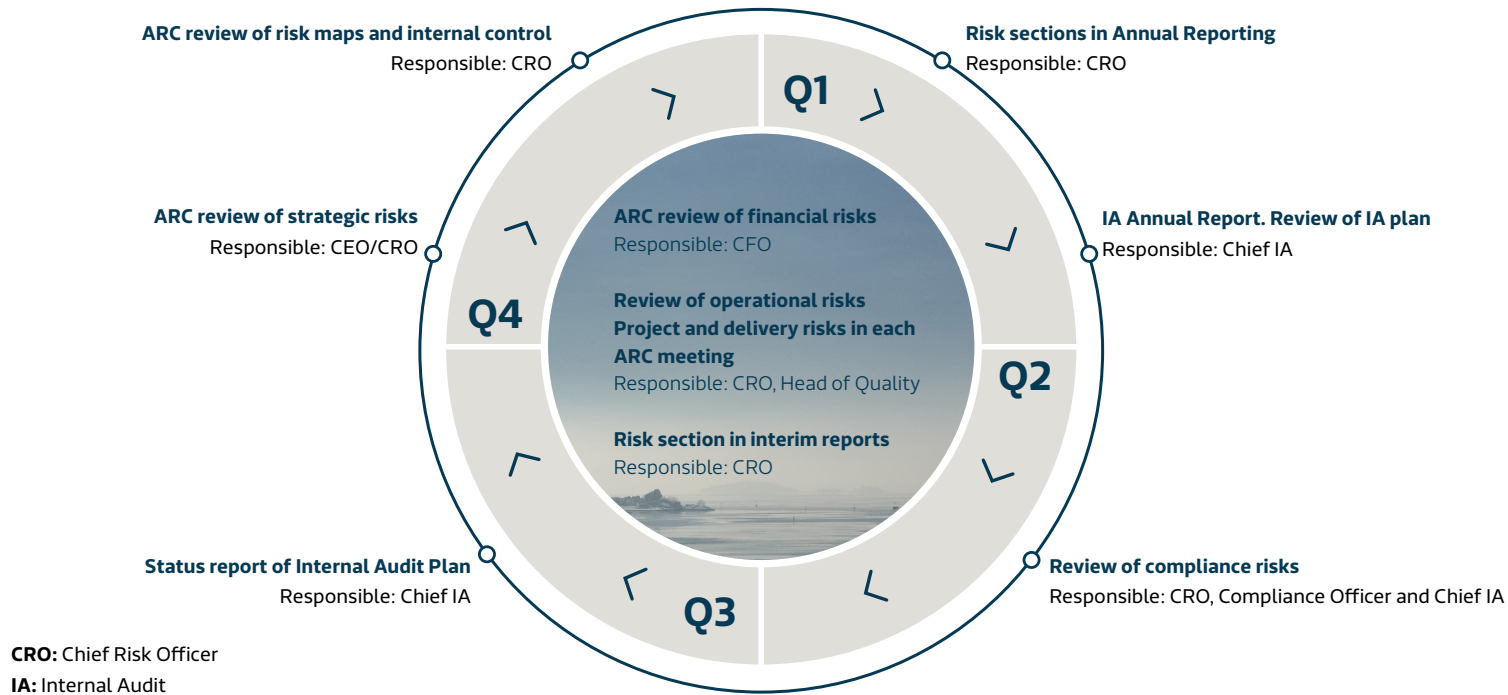 ARC review of risk maps and internal control
Responsible: CRO
Risk sections in Annual Reporting
Responsible: CRO
Q1
ARC review of strategic risks
Responsible: CEO/CRO
IA Annual Report. Review of IA plan
Responsible: Chief IA
ARC review of financial risks
Responsible: CFO
Review of operational risks
Project and delivery risks in each
ARC meeting
Responsible: CRO, Head of Quality
Risk section in interim reports
Responsible: CRO
Q4
Q2
Status report of Internal Audit Plan
Responsible: Chief IA
Review of compliance risks
Responsible: CRO, Compliance Officer and Chief IA
Q3
CRO: Chief Risk Officer
IA: Internal Audit